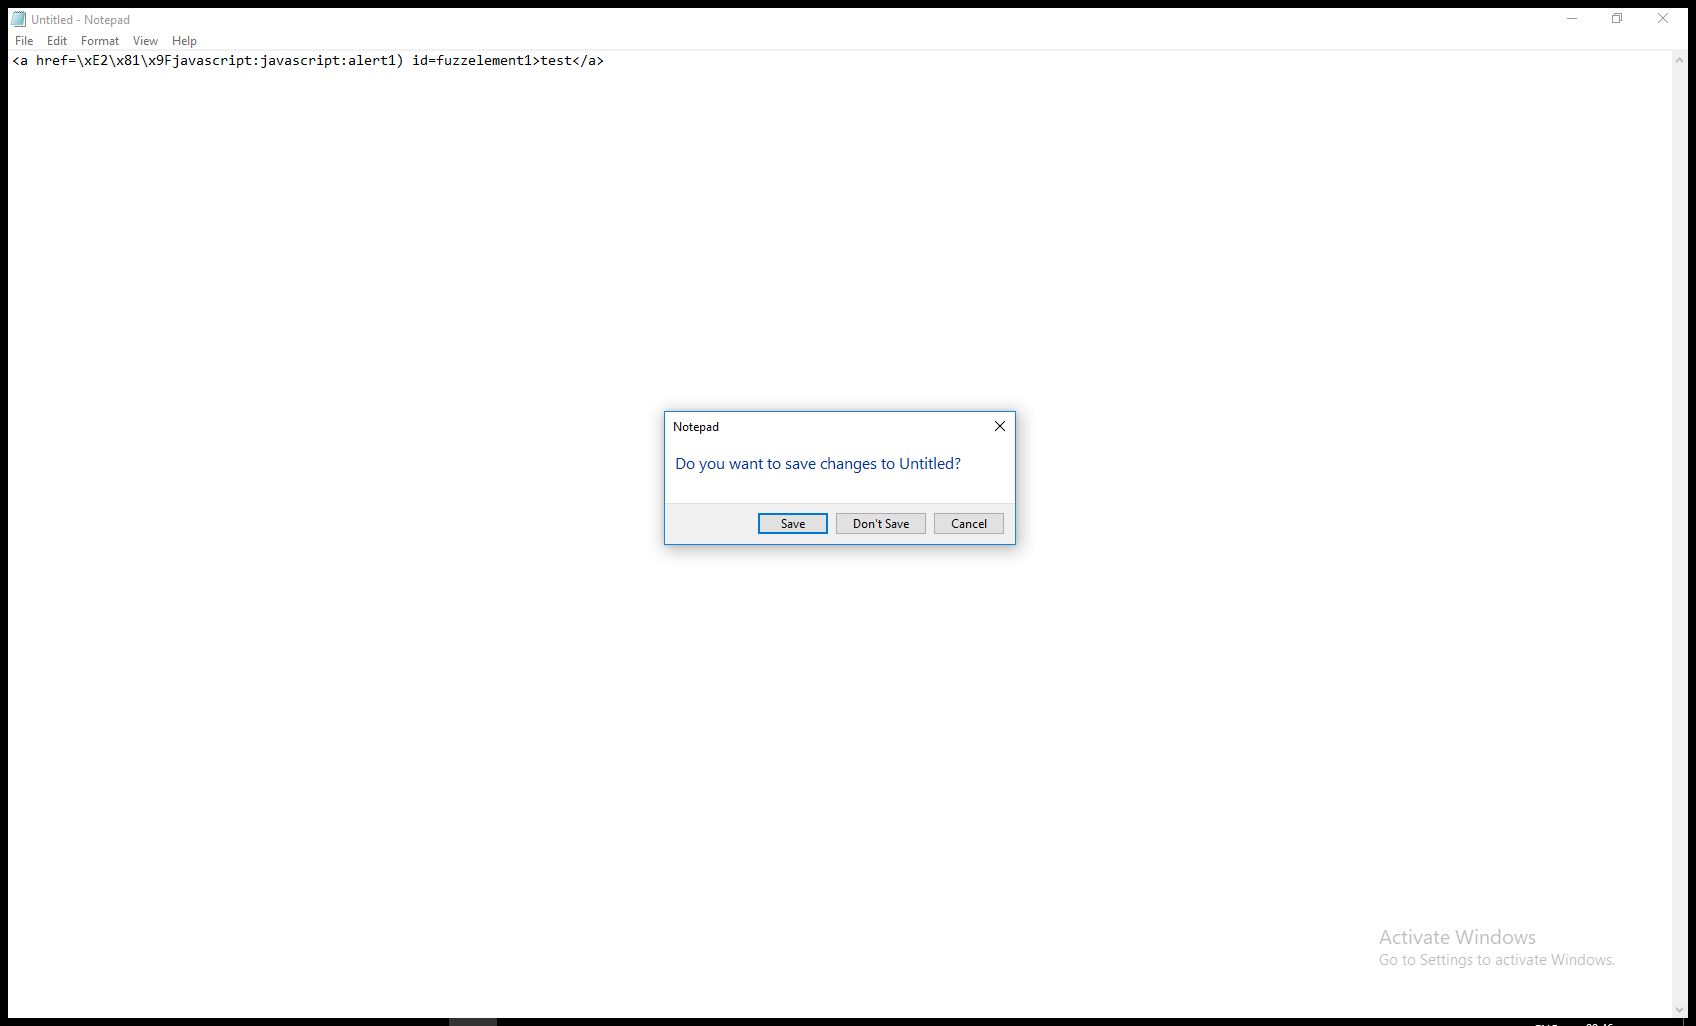 Untitled - Notepad
File Edit Format View Help
<a href=\xE2\x81\x9Fjavascript:javascript:alert1) id=fuzzelement1>test</a>
Notepad
Do you want to save changes to Untitled?
Save Don't Save Cancel
Activate Windows
Go to Settings to activate Windows.